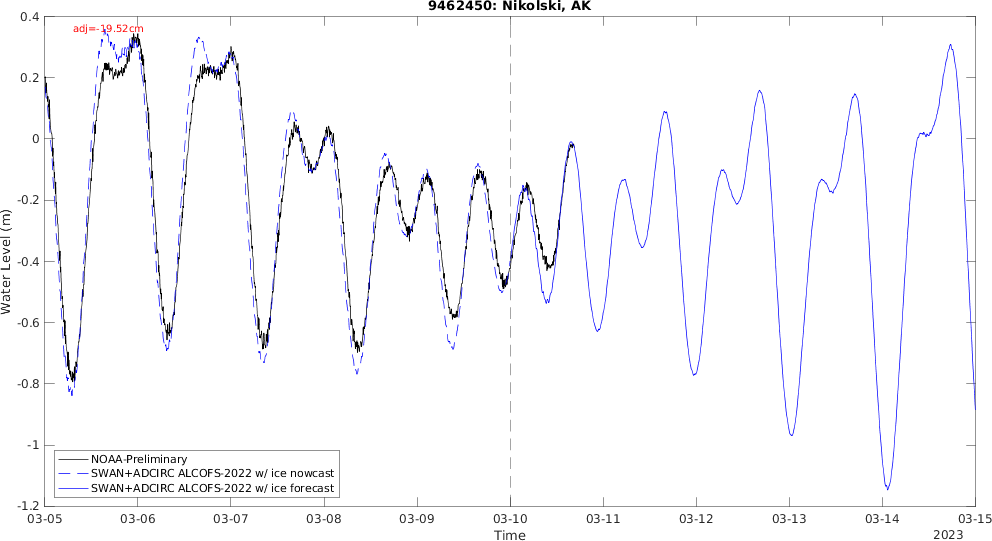 9462450: Nikolski, AK
adj=-19.52cm
Water Level (m)
0.4
0.2
0
-0.2
-0.4
-0.6
-0.8
-1
-1.2
NOAA-Preliminary
SWAN+ADCIRC ALCOFS-2022 w/ ice nowcast
SWAN+ADCIRC ALCOFS-2022 w/ ice forecast
03-05 03-06 03-07 03-08 03-09 03-10 03-11 03-12 03-13 03-14 03-15
Time
2023